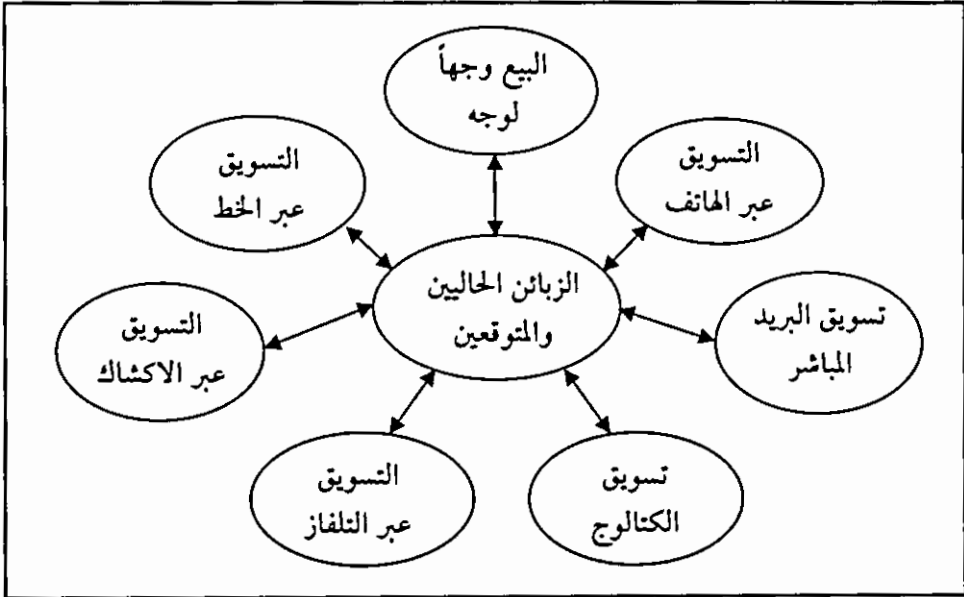 البيع وجهاً
لوجه
التسويق
عبر الهاتف
التسويق
عبر الخط
الزبائن الحاليين
والمتوقعين
تسويق البريد
المباشر
التسويق
عبر الاكشاك
تسويق
الكتالوج
التسويق
عبر التلفاز